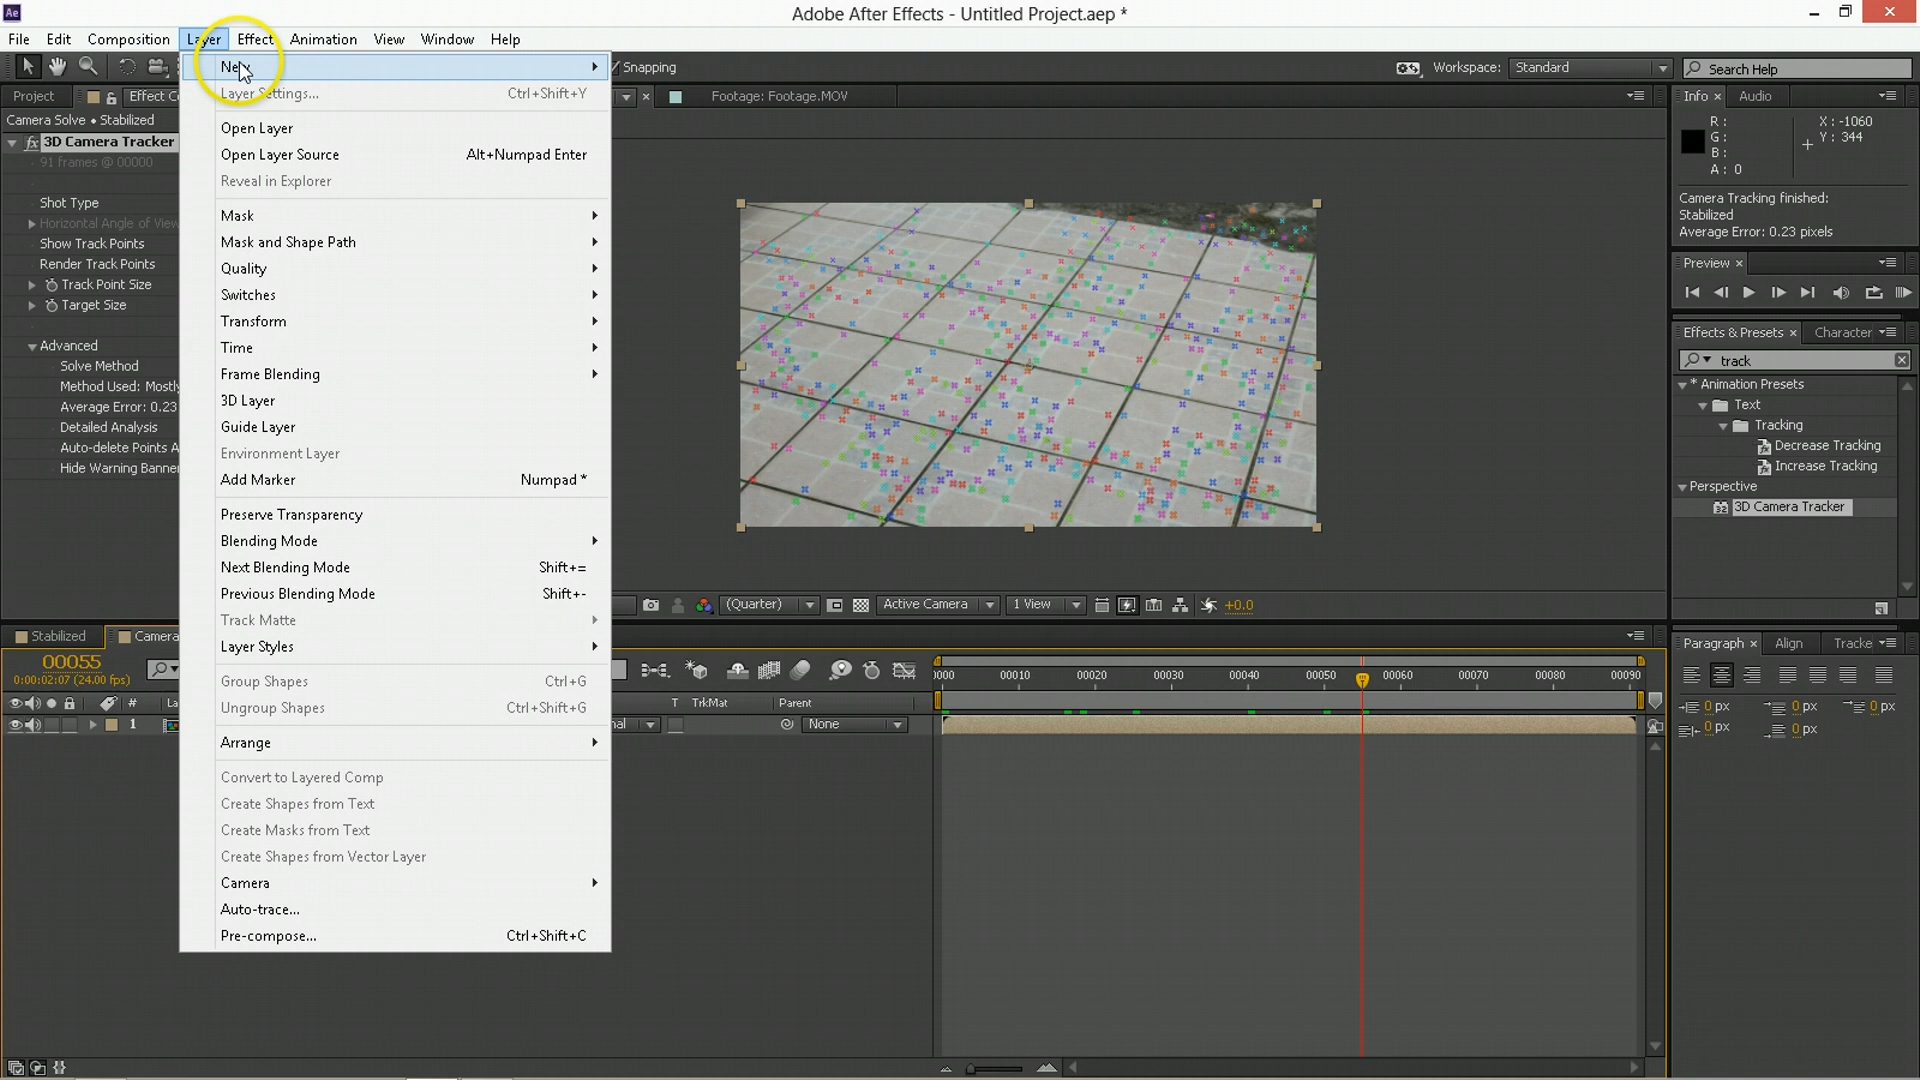 Ae
Adobe After Effects - Untitled Project.aep *
File Edit Composition Layer Effect Animation View Window Help
Snapping
Workspace: Standard
Search Help
Project
Effect Co
Footage: Footage.MOV
Info × Audio
Camera Solve • Stabilized
fx 3D Camera Tracker
91 frames @ 00000
Shot Type
Horizontal Angle of View
Show Track Points
Render Track Points
Track Point Size
Target Size
Advanced
Solve Method
Method Used: Mostly
Average Error: 0.23
Detailed Analysis
Auto-delete Points A
Hide Warning Banner
New
Layer Settings... Ctrl+Shift+Y
Open Layer
Open Layer Source Alt+Numpad Enter
Reveal in Explorer
Mask
Mask and Shape Path
Quality
Switches
Transform
Time
Frame Blending
3D Layer
Guide Layer
Environment Layer
Add Marker Numpad *
Preserve Transparency
Blending Mode
Next Blending Mode Shift+=
Previous Blending Mode Shift+-
Track Matte
Layer Styles
Group Shapes Ctrl+G
Ungroup Shapes Ctrl+Shift+G
Arrange
Convert to Layered Comp
Create Shapes from Text
Create Masks from Text
Create Shapes from Vector Layer
Camera
Auto-trace...
Pre-compose... Ctrl+Shift+C
R:
G:
B:
A: 0
X: -1060
Y: 344
Camera Tracking finished:
Stabilized
Average Error: 0.23 pixels
Preview ×
Effects & Presets × Character
track
* Animation Presets
Text
Tracking
Decrease Tracking
Increase Tracking
Perspective
3D Camera Tracker
(Quarter) Active Camera 1 View +0.0
Stabilized Camera
00055
0:00:02:07 (24.00 fps)
# La T TrkMat Parent
1 nal None
0000 00010 00020 00030 00040 00050 00060 00070 00080 00090
Paragraph × Align Tracke
0 px 0 px 0 px
0 px 0 px